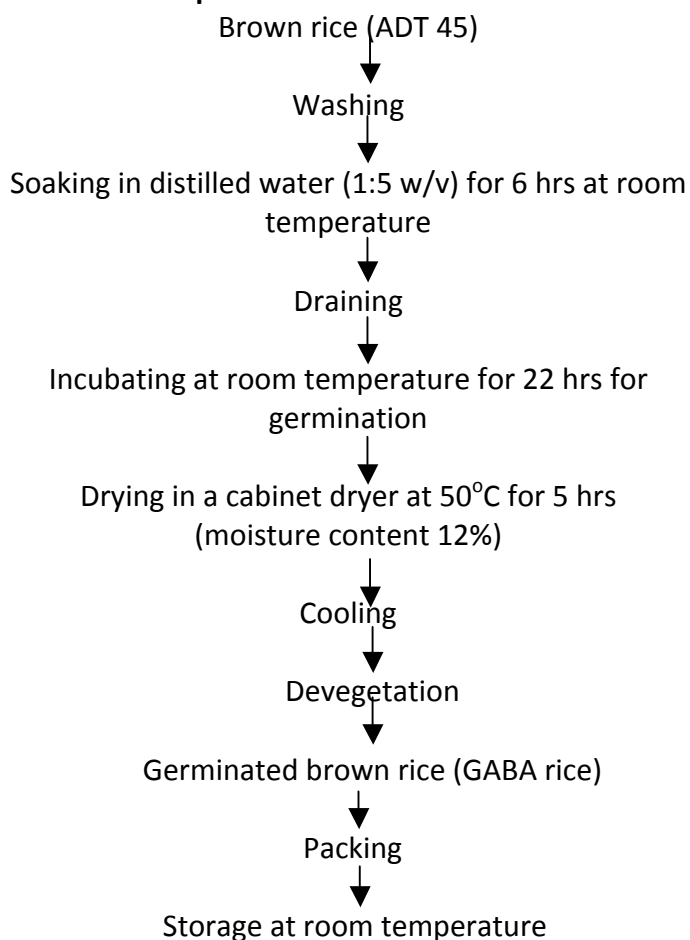 Brown rice (ADT 45)
Washing
Soaking in distilled water (1:5 w/v) for 6 hrs at room
temperature
Draining
Incubating at room temperature for 22 hrs for
germination
Drying in a cabinet dryer at 50°C for 5 hrs
(moisture content 12%)
Cooling
Devegetation
Germinated brown rice (GABA rice)
Packing
Storage at room temperature